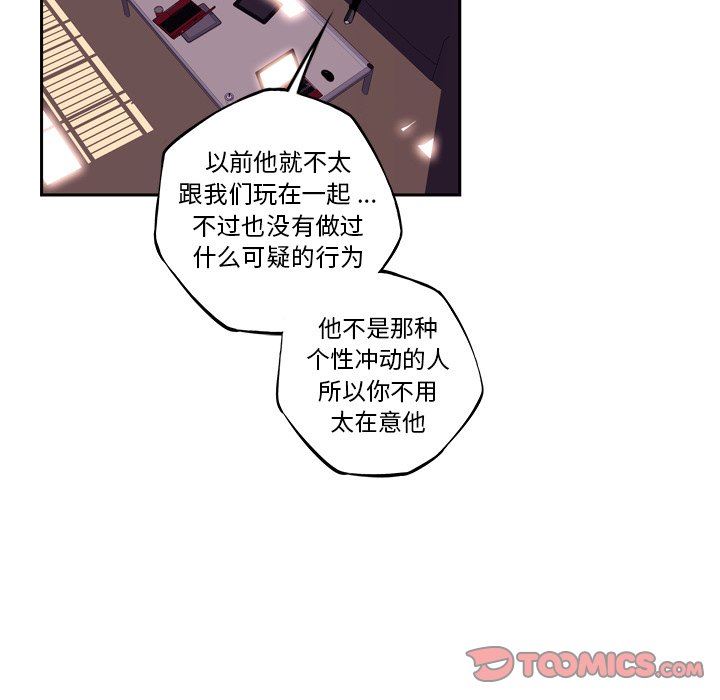 以前他就不太
跟我们玩在一起...
不过也没有做过
什么可疑的行为
他不是那种
个性冲动的人
所以你不用
太在意他
TOOMICS.COM